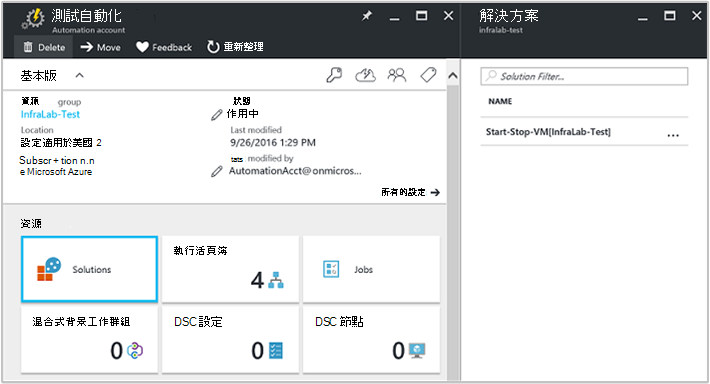 測試自動化
Automation account
Delete
Move
Feedback
重新整理
基本版
資源 group
InfraLab-Test
Location
設定適用於美國 2
Subscr+tion n.n
e Microsoft Azure
狀態
作用中
Last modified
9/26/2016 1:29 PM
tats modified by
AutomationAcct@onmicros...
所有的設定
資源
Solutions
執行活頁簿
4
Jobs
混合式背景工作群組
0
DSC 設定
0
DSC 節點
0
解決方案
infralab-test
Solution Filter...
NAME
Start-Stop-VM[InfraLab-Test]
...